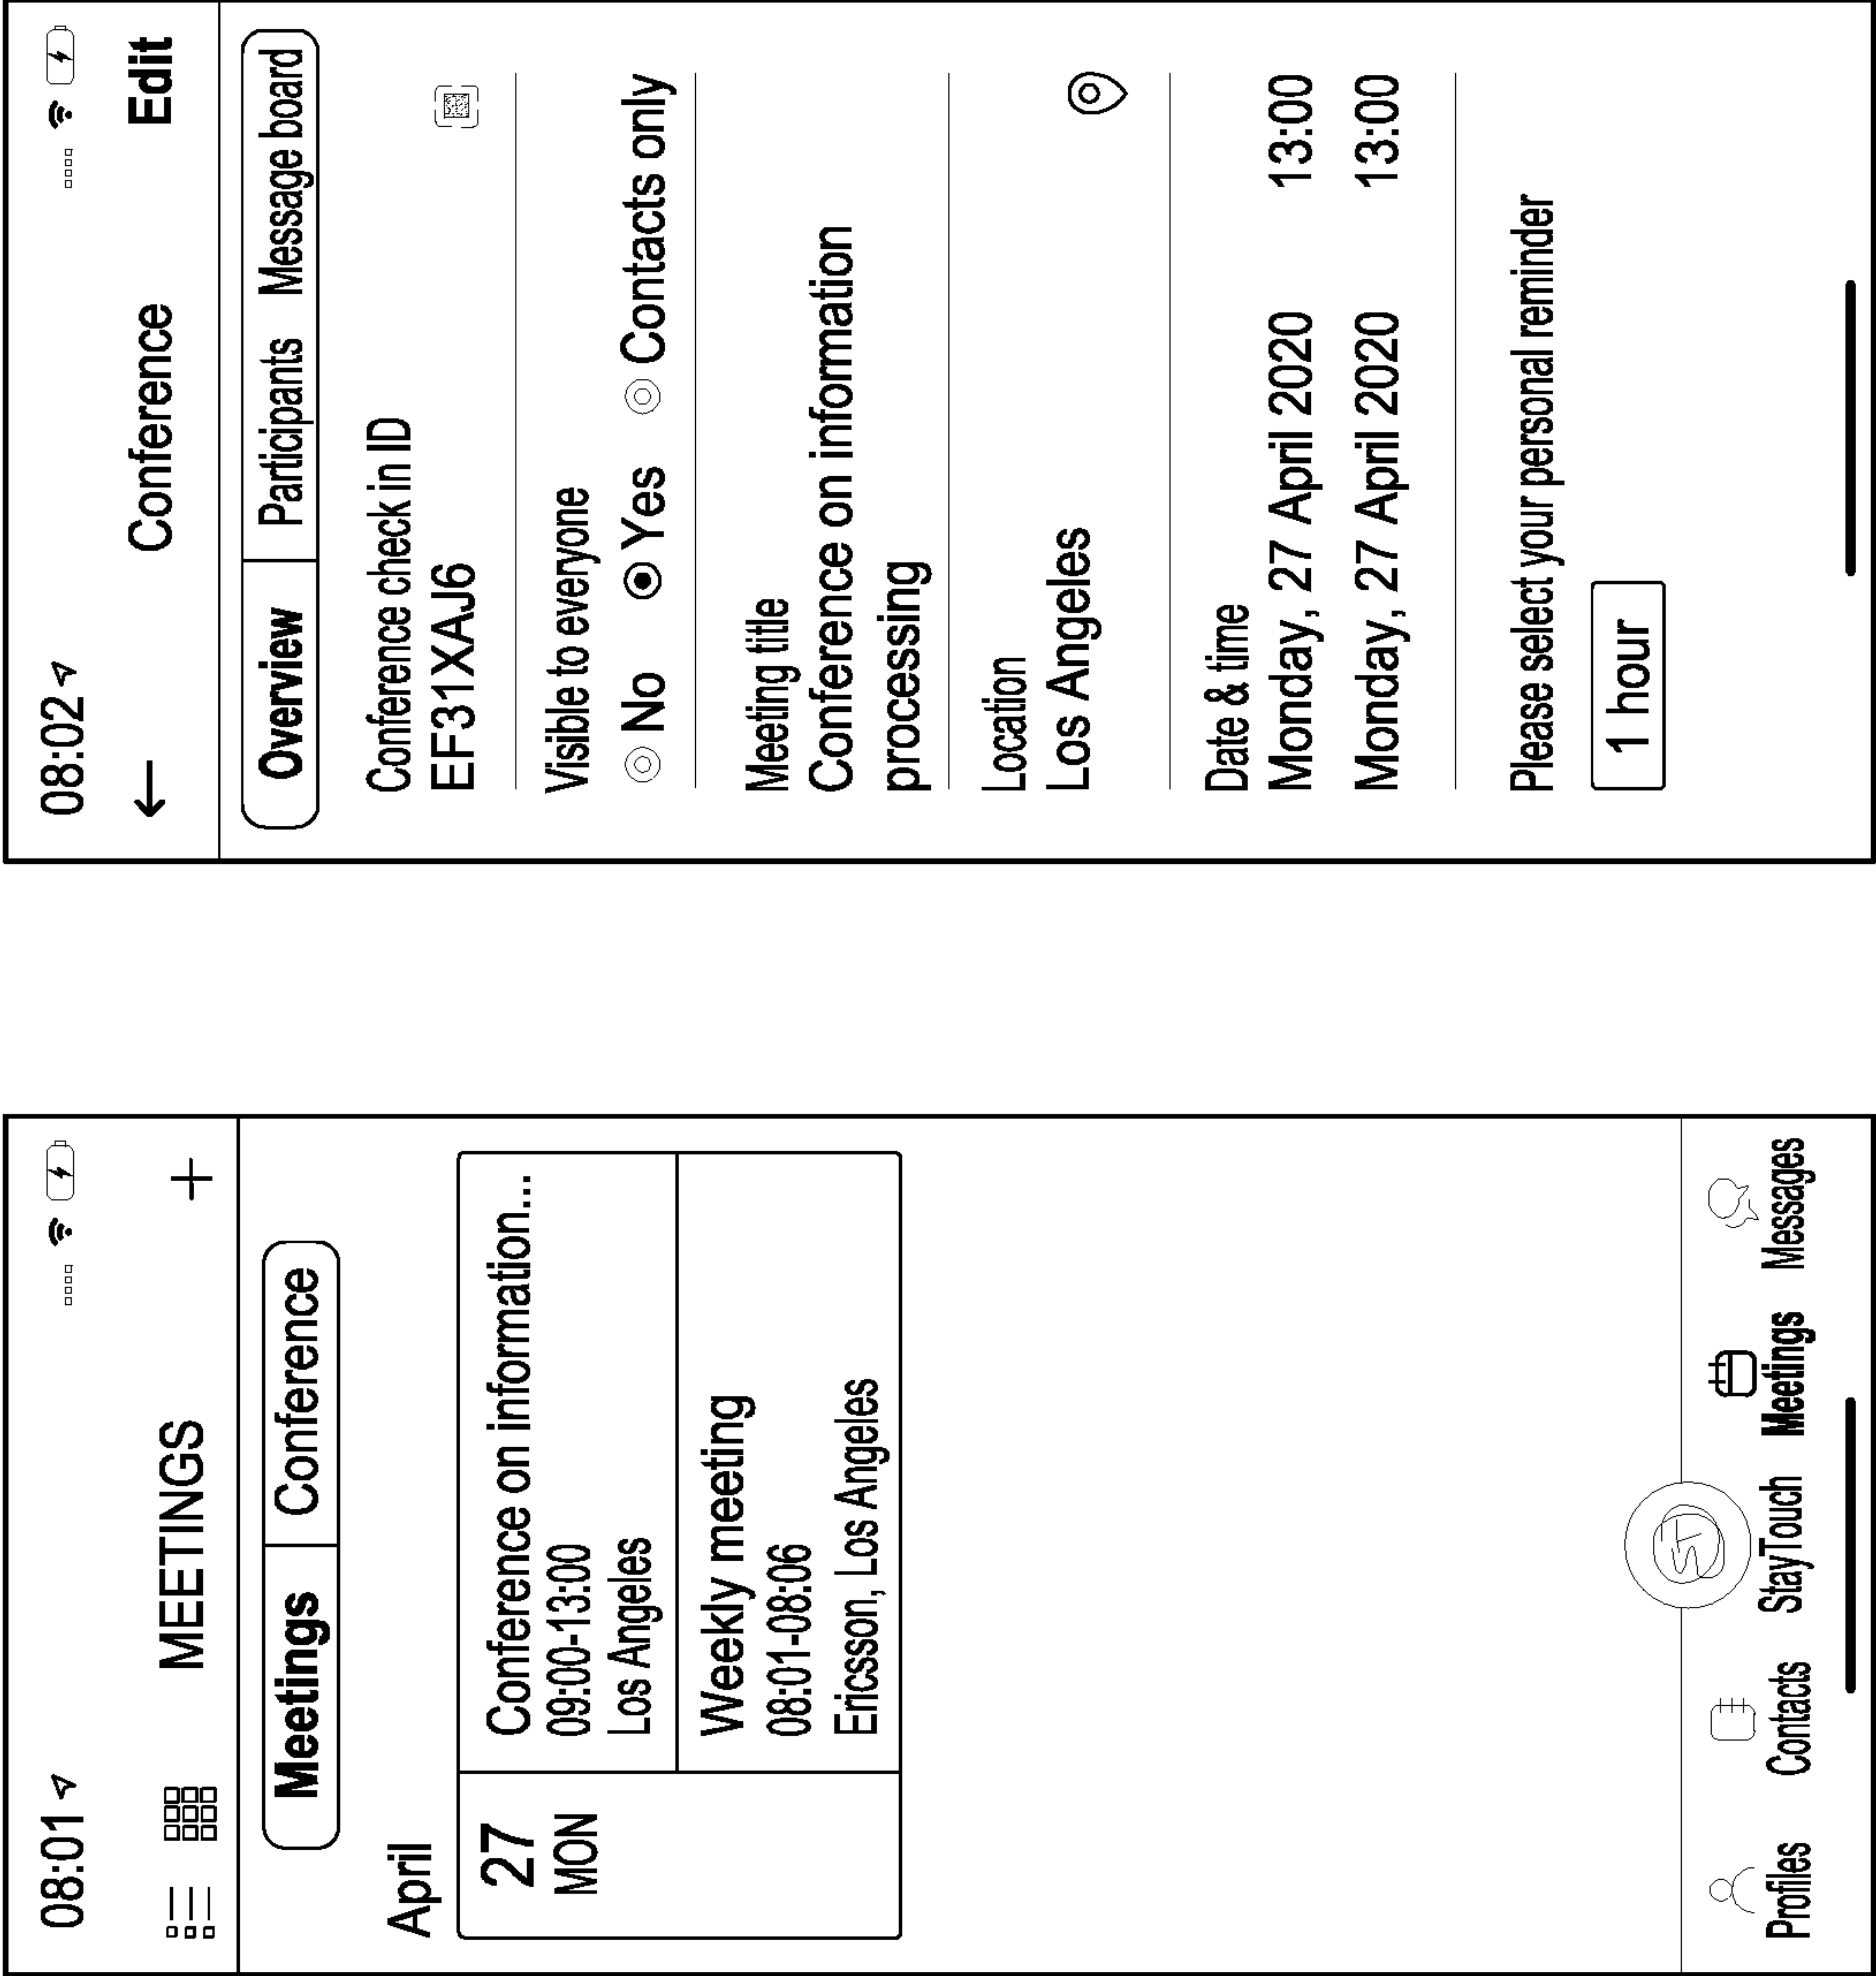 08:01
MEETINGS
Meetings Conference
April
27
MON
Conference on information...
09:00-13:00
Los Angeles
Weekly meeting
08:01-08:06
Ericsson, Los Angeles
Profiles Contacts StayTouch Meetings Messages
08:02
Conference Edit
Overview Participants Message board
Conference check in ID
EF31XAJ6
Visible to everyone
No Yes Contacts only
Meeting title
Conference on information
processing
Location
Los Angeles
Date & time
Monday, 27 April 2020 13:00
Monday, 27 April 2020 13:00
Please select your personal reminder
1 hour